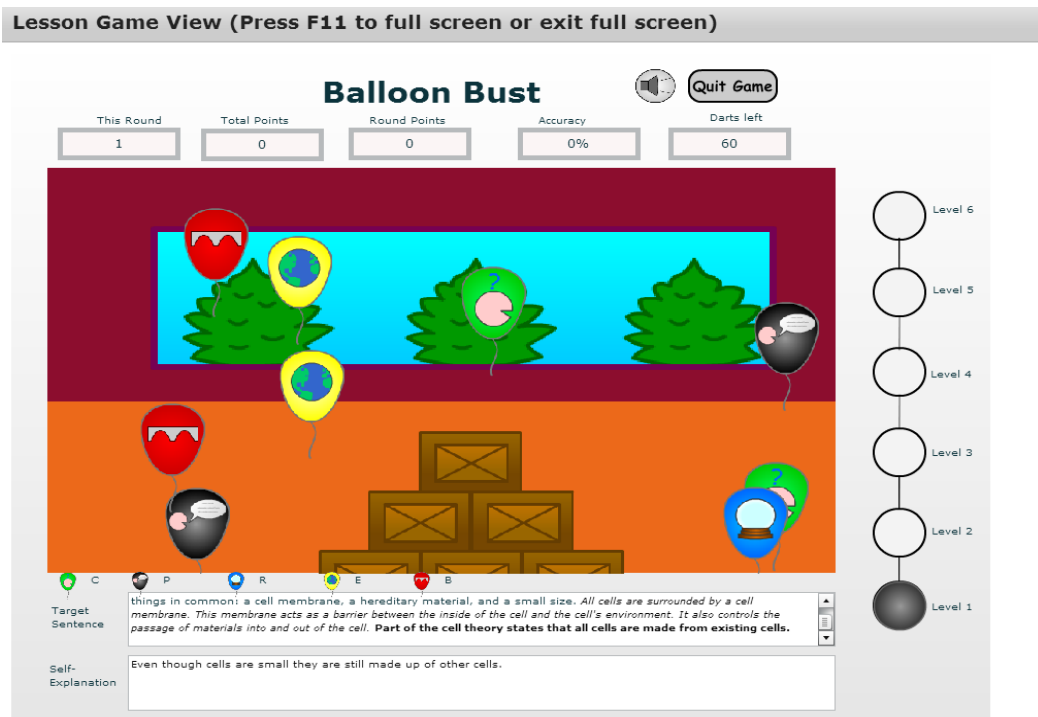 Lesson Game View (Press F11 to full screen or exit full screen)
Balloon Bust
Quit Game
This Round Total Points Round Points Accuracy Darts left
1 0 0 0% 60
Level 6
?
Level 5
Level 4
Level 3
?
Level 2
C P R E B
Level 1
Target
Sentence
things in common: a cell membrane, a hereditary material, and a small size. All cells are surrounded by a cell
membrane. This membrane acts as a barrier between the inside of the cell and the cell's environment. It also controls the
passage of materials into and out of the cell. Part of the cell theory states that all cells are made from existing cells.
Self-
Explanation
Even though cells are small they are still made up of other cells.